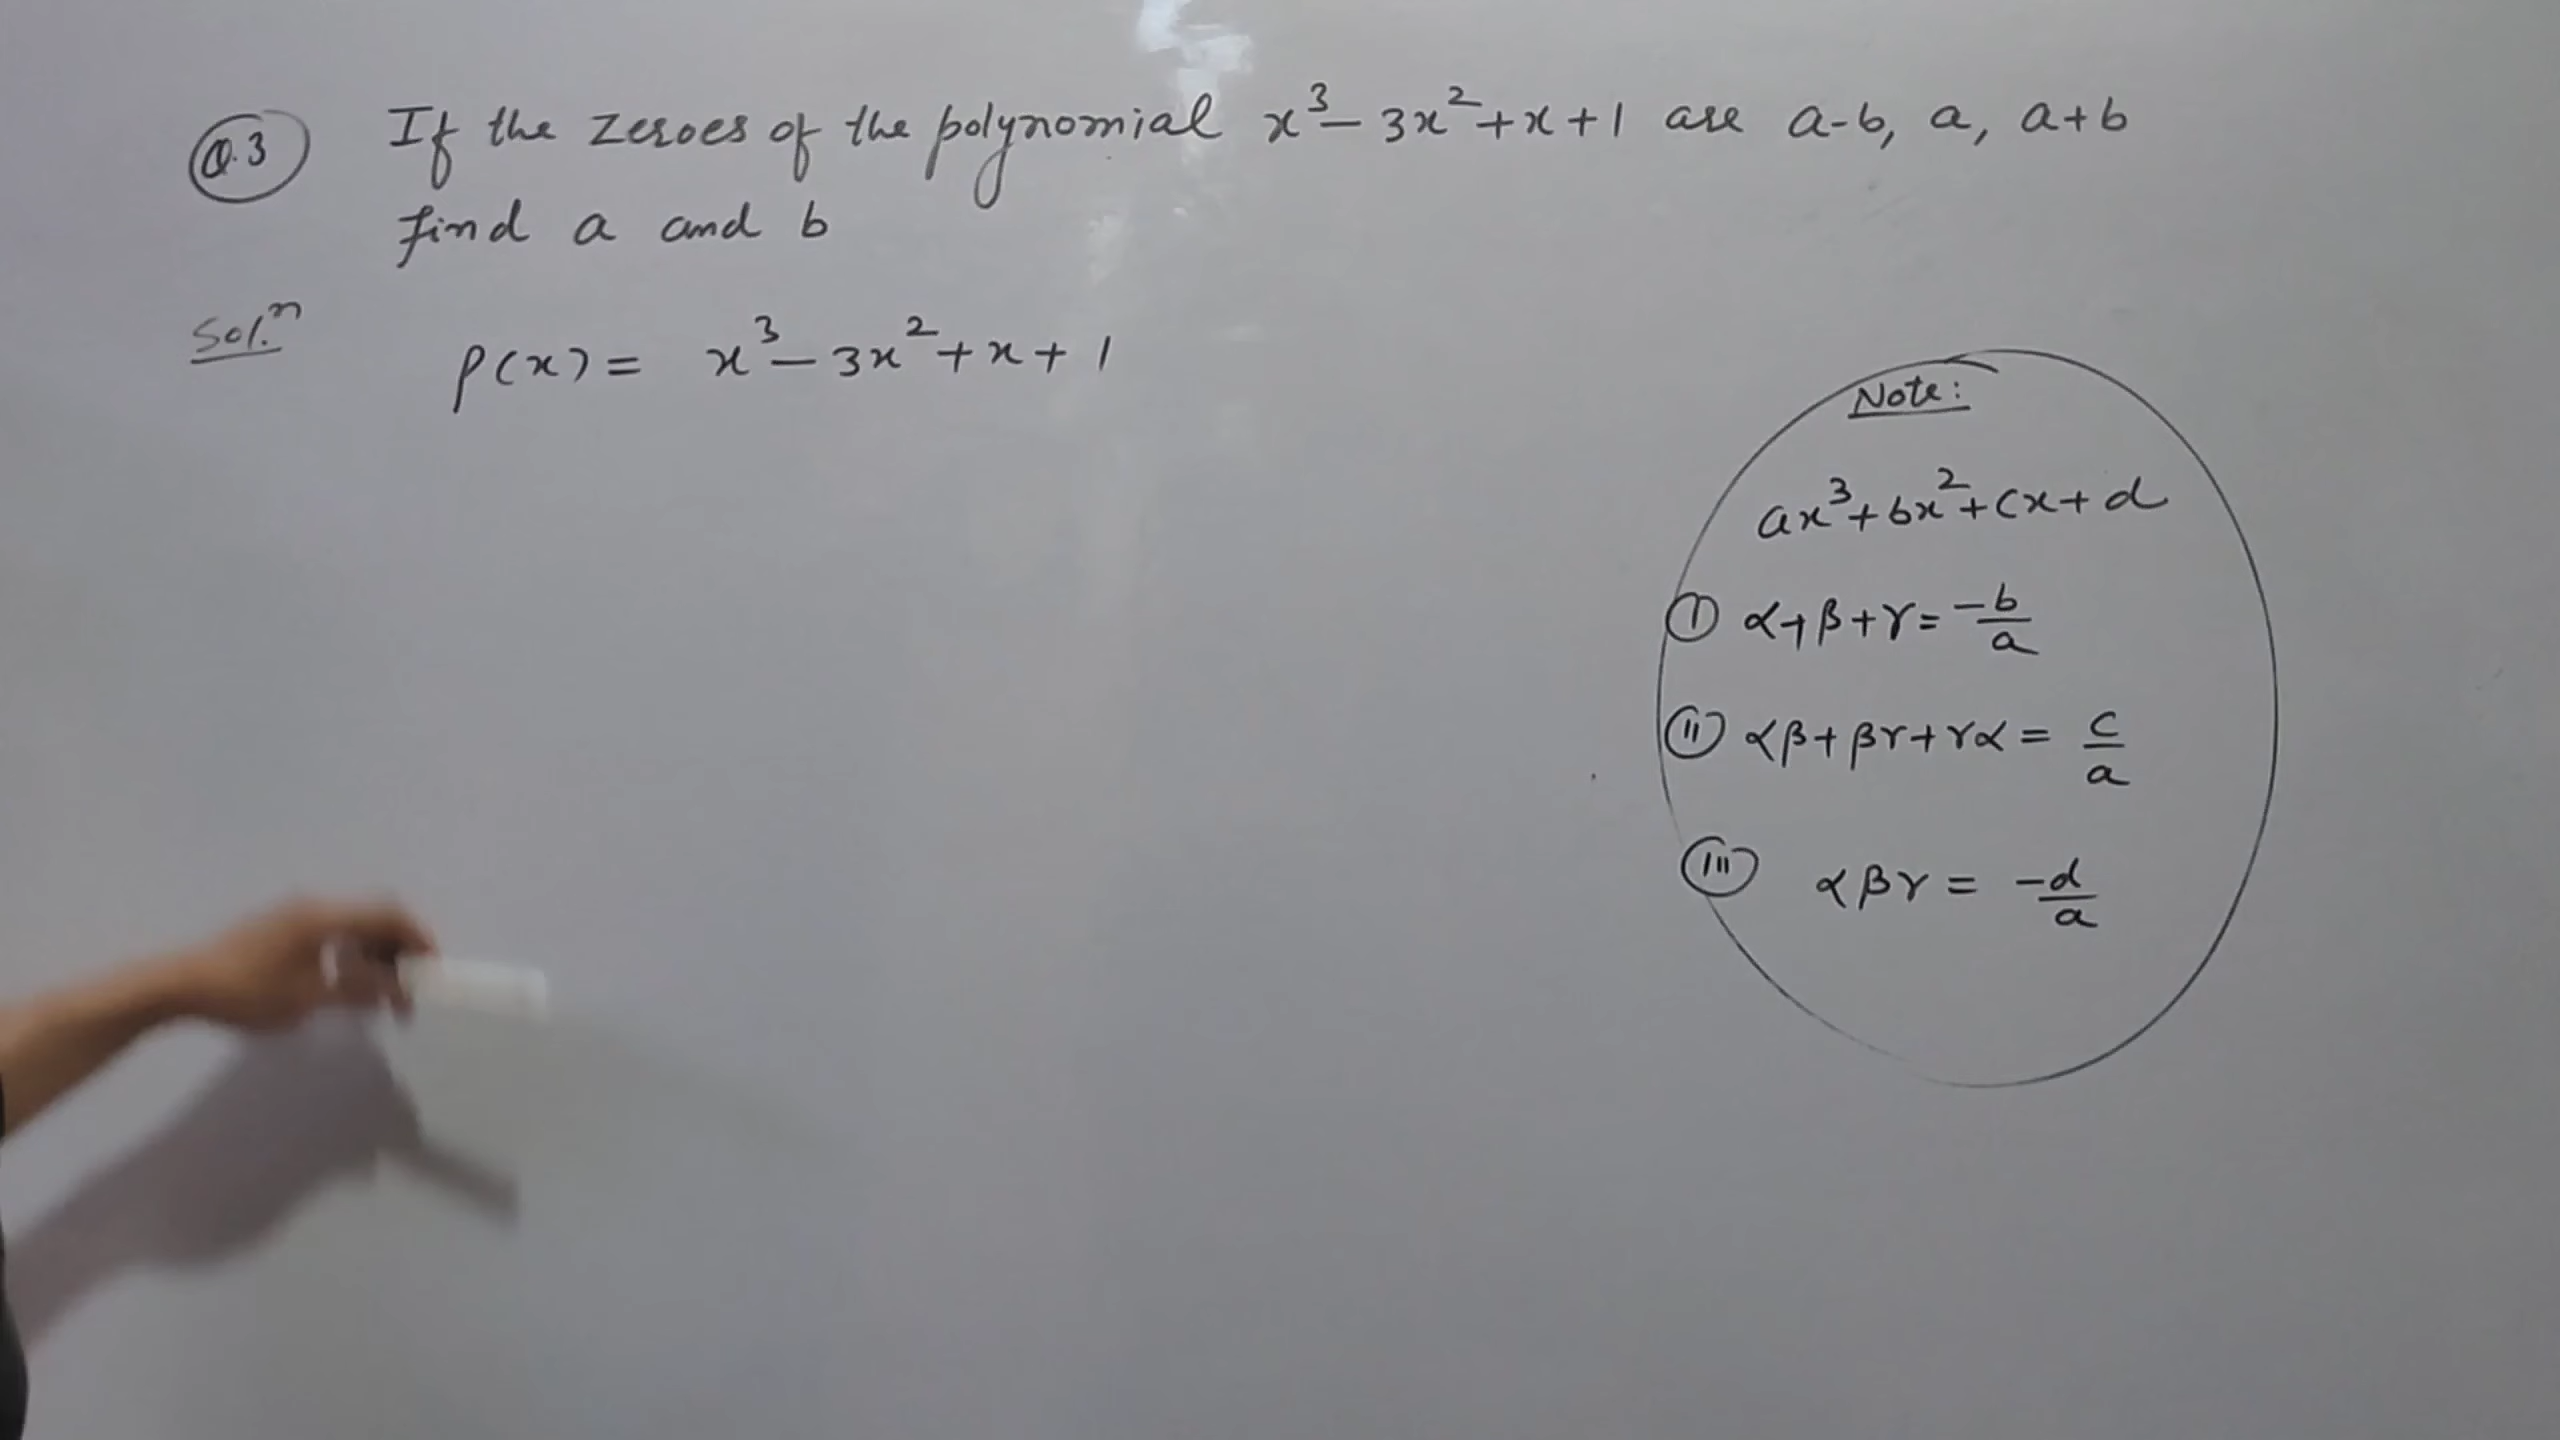 Q.3 If the zeroes of the polynomial x³-3x²+x+1 are a-b, a, a+b
find a and b
Sol.ⁿ p(x) = x³-3x²+x+1
Note:
ax³+bx²+cx+d
(I) α+β+γ = -b/a
(II) αβ+βγ+γα = c/a
(III) αβγ = -d/a